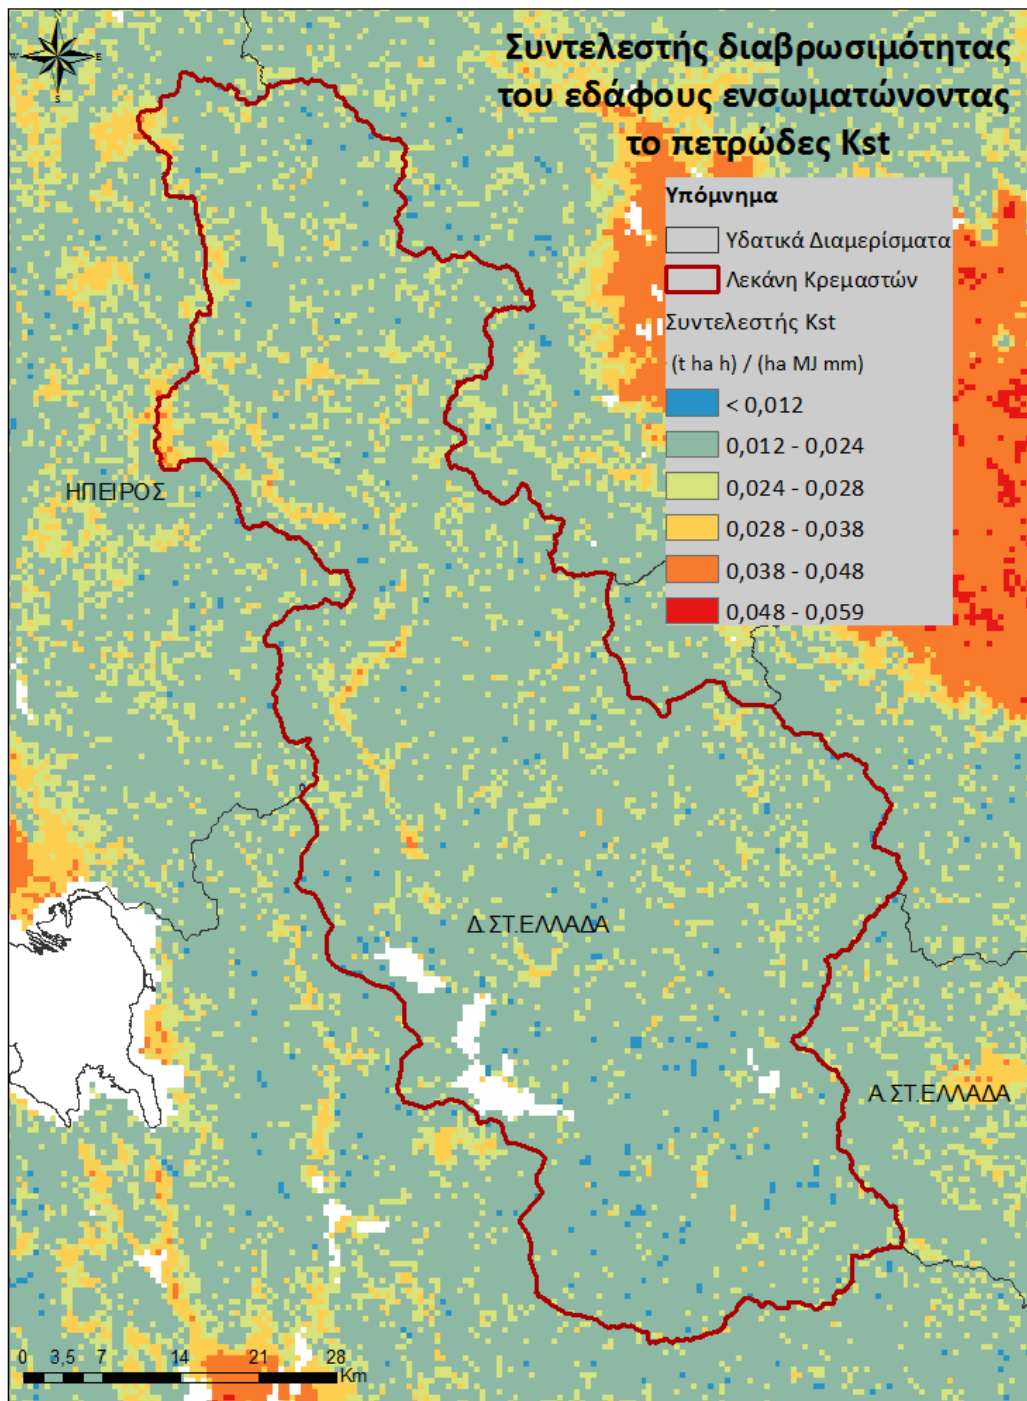 N
W E
S
Συντελεστής διαβρωσιμότητας
του εδάφους ενσωματώνοντας
το πετρώδες Kst
Υπόμνημα
Υδατικά Διαμερίσματα
Λεκάνη Κρεμαστών
Συντελεστής Kst
(t ha h) / (ha MJ mm)
< 0,012
0,012 - 0,024
0,024 - 0,028
0,028 - 0,038
0,038 - 0,048
0,048 - 0,059
ΗΠΕΙΡΟΣ
Δ.ΣΤ.ΕΛΛΑΔΑ
Α.ΣΤ.ΕΛΛΑΔΑ
0 3,5 7 14 21 28
Km